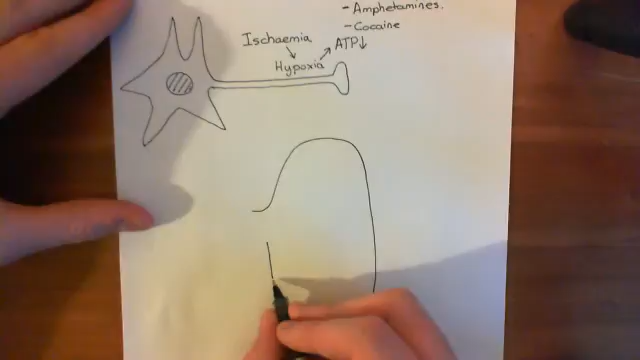 - Amphetamines.
- Cocaine
Ischaemia
ATP↓
Hypoxia